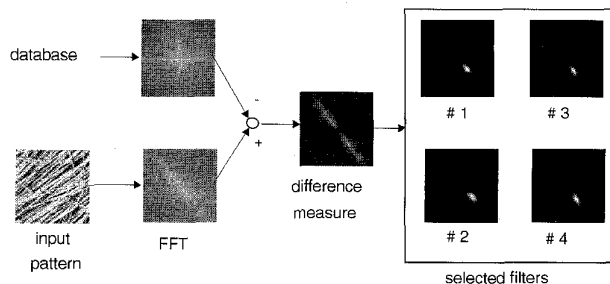 database
-
+
# 1
# 3
difference
measure
input
pattern
FFT
# 2
# 4
selected filters